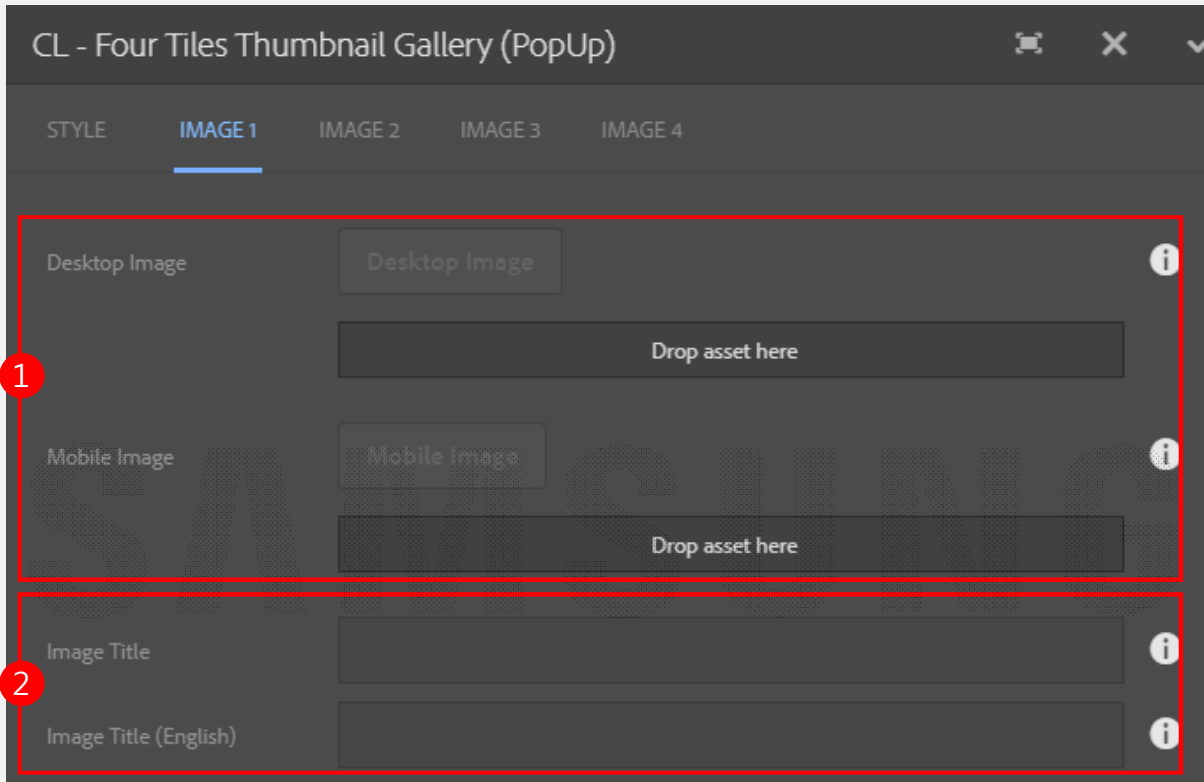 CL - Four Tiles Thumbnail Gallery (PopUp)
STYLE IMAGE 1 IMAGE 2 IMAGE 3 IMAGE 4
Desktop Image Desktop Image
Drop asset here
1
Mobile Image Mobile Image
Drop asset here
SAMSUNG
Image Title
2
Image Title (English)